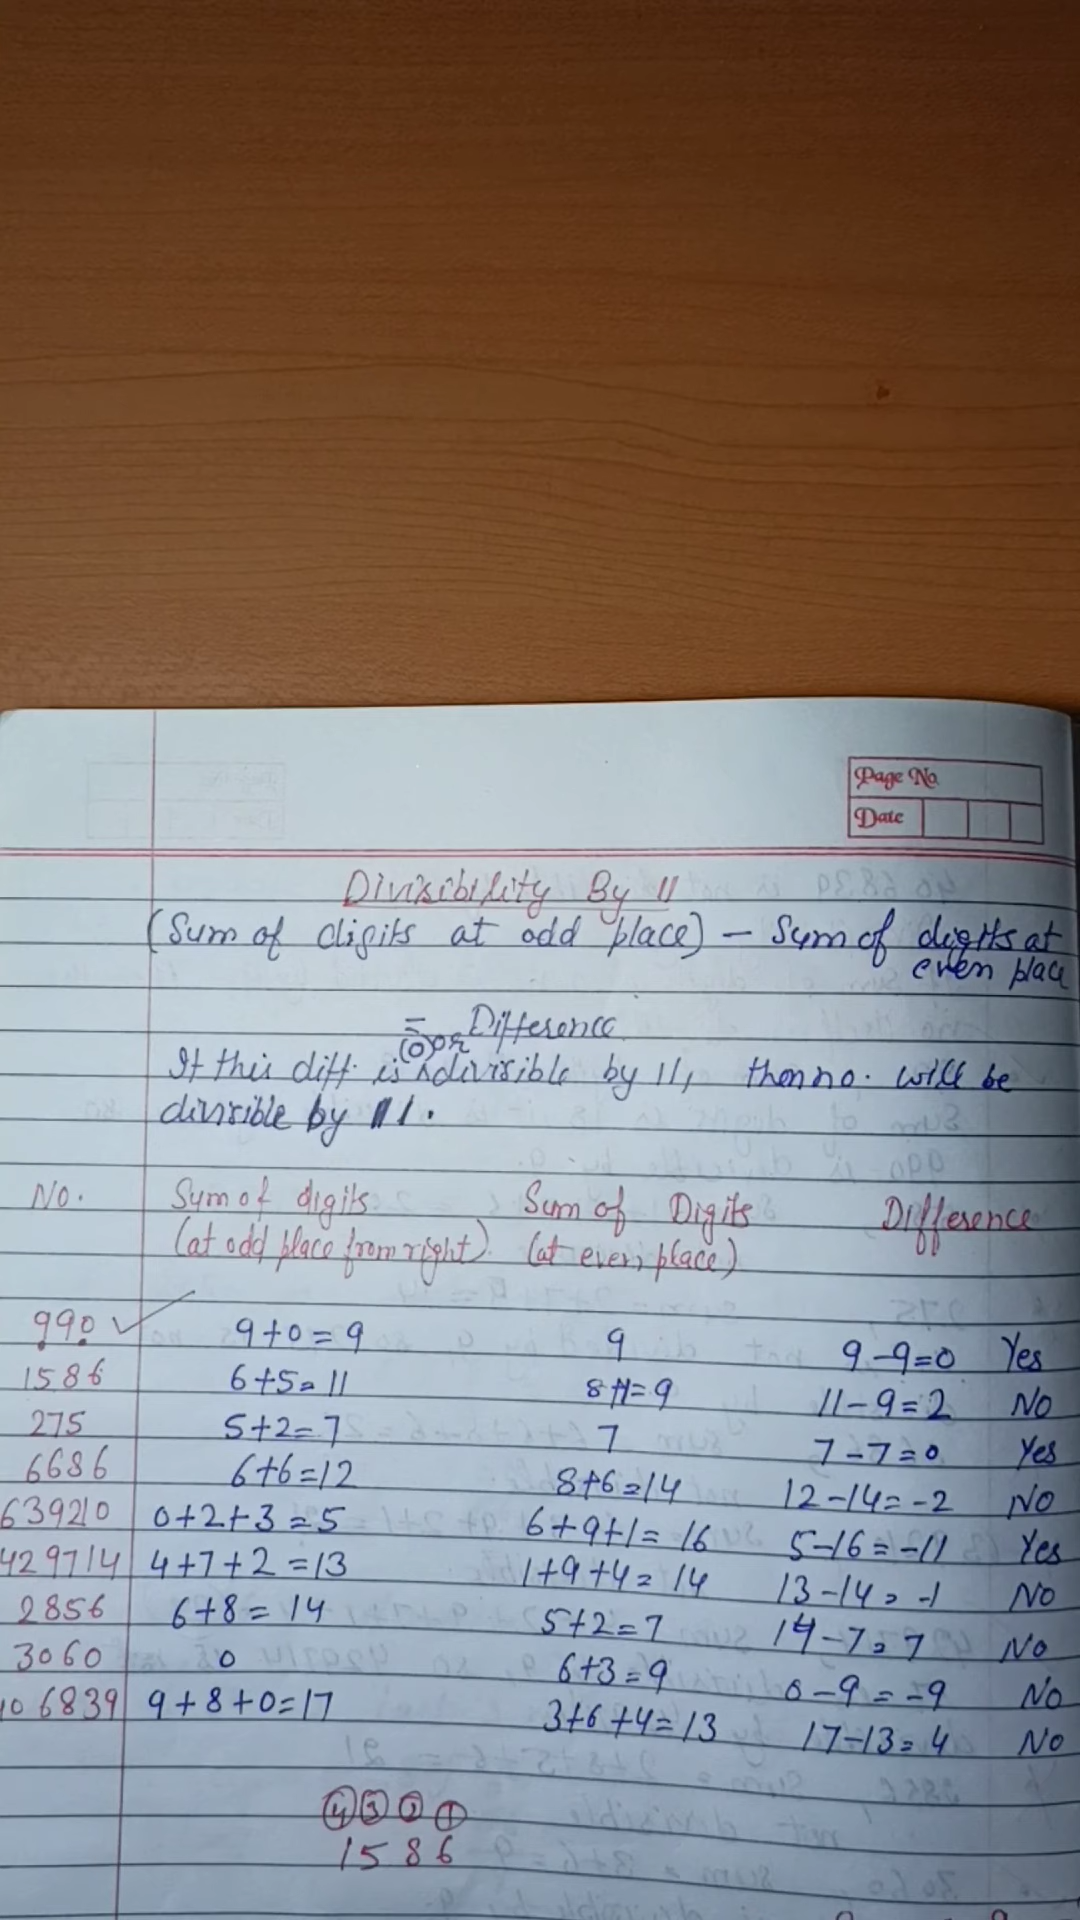 Page No.
Date
Divisibility By 11
(Sum of digits at odd place) - Sum of digits at
even place
= Difference
(0) or
If this diff. is divisible by 11, then no. will be
divisible by 11.
No. Sum of digits Sum of Digits Difference
(at odd place from right) (at even place)
990 ✓ 9+0=9 9 9-9=0 Yes
1586 6+5=11 8+1=9 11-9=2 NO
275 5+2=7 7 7-7=0 Yes
6686 6+6=12 8+6=14 12-14=-2 NO
639210 0+2+3=5 6+9+1=16 5-16=-11 Yes
429714 4+7+2=13 1+9+4=14 13-14=-1 NO
2856 6+8=14 5+2=7 14-7=7 NO
3060 0 6+3=9 0-9=-9 NO
06839 9+8+0=17 3+6+4=13 17-13=4 NO
4 3 2 1
1586